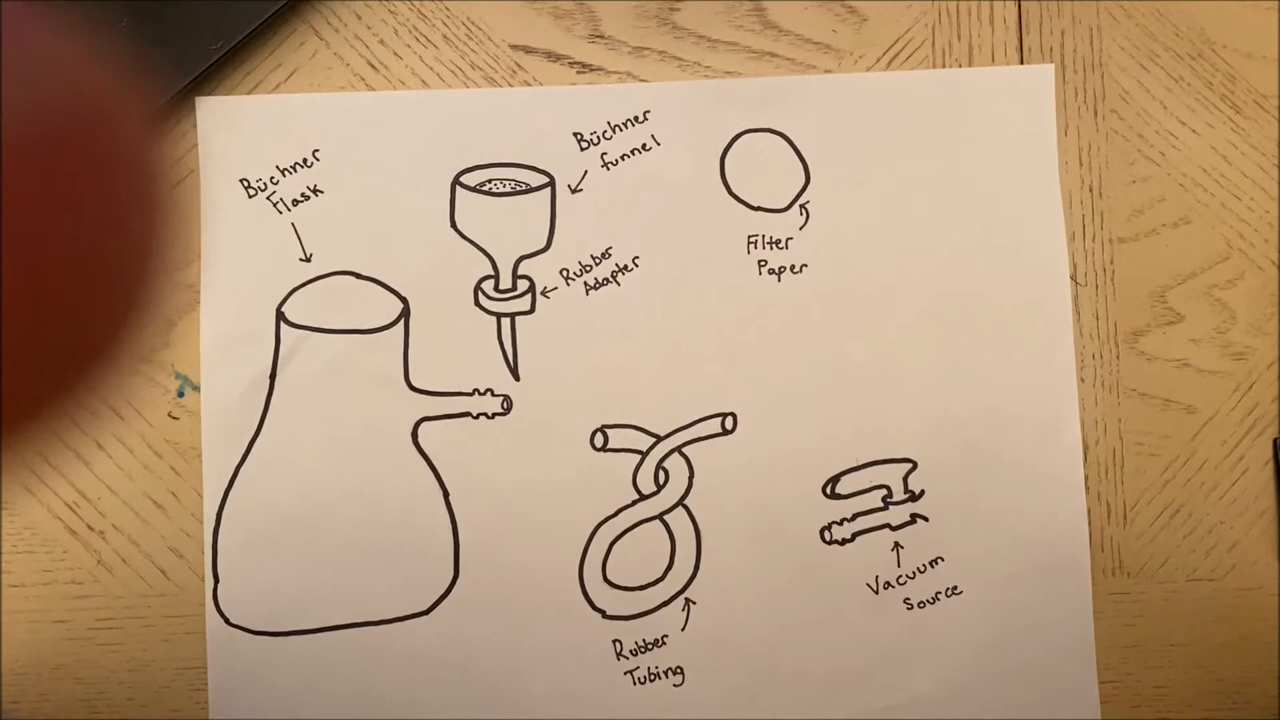 Büchner
Flask
Büchner
funnel
Rubber
Adapter
Filter
Paper
Rubber
Tubing
Vacuum
Source